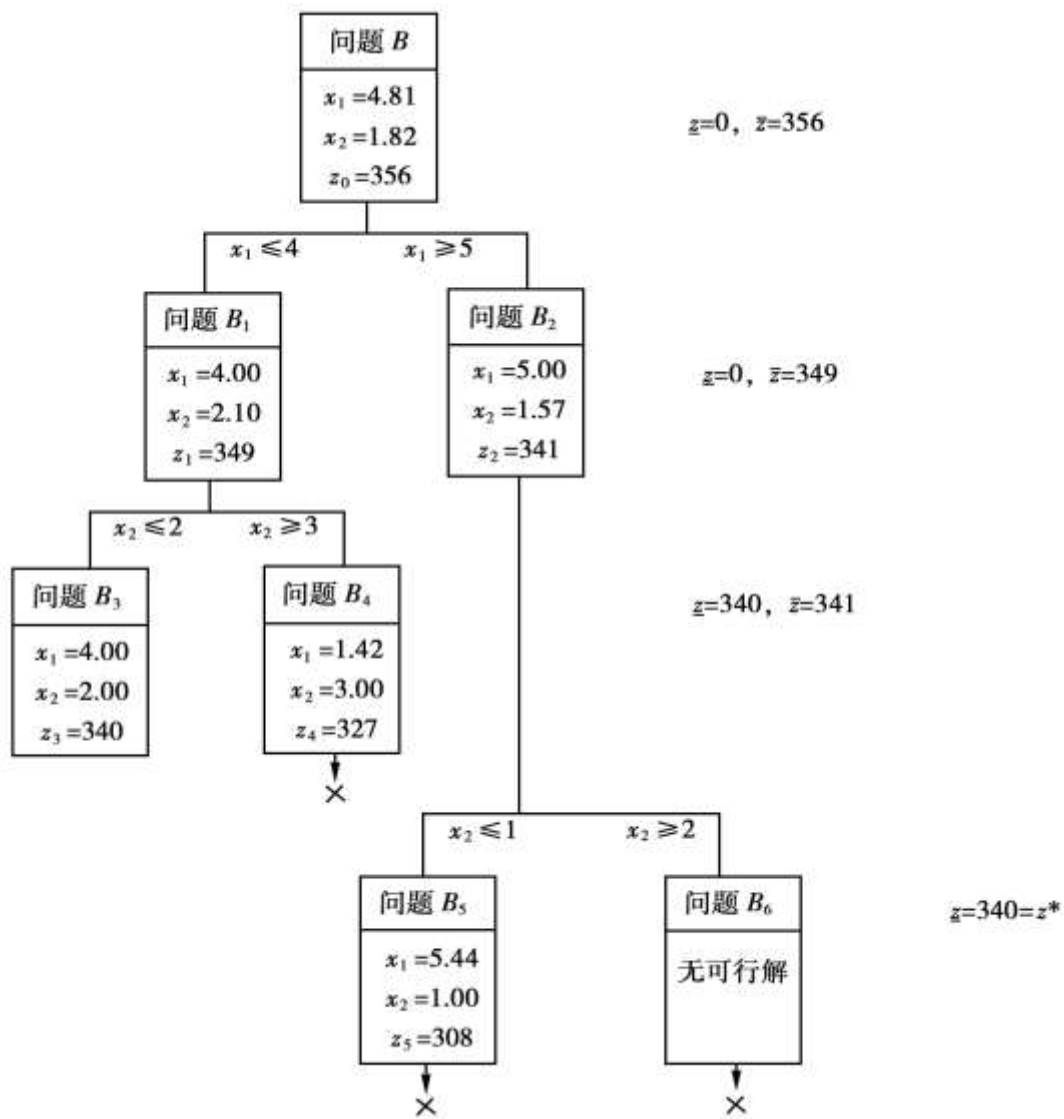 问题 B
x₁=4.81
x₂=1.82
z₀=356
z̲=0, z̄=356
x₁≤4
x₁≥5
问题 B₁
x₁=4.00
x₂=2.10
z₁=349
问题 B₂
x₁=5.00
x₂=1.57
z₂=341
z̲=0, z̄=349
x₂≤2
x₂≥3
问题 B₃
x₁=4.00
x₂=2.00
z₃=340
问题 B₄
x₁=1.42
x₂=3.00
z₄=327
×
z̲=340, z̄=341
x₂≤1
x₂≥2
问题 B₅
x₁=5.44
x₂=1.00
z₅=308
×
问题 B₆
无可行解
×
z̲=340=z*